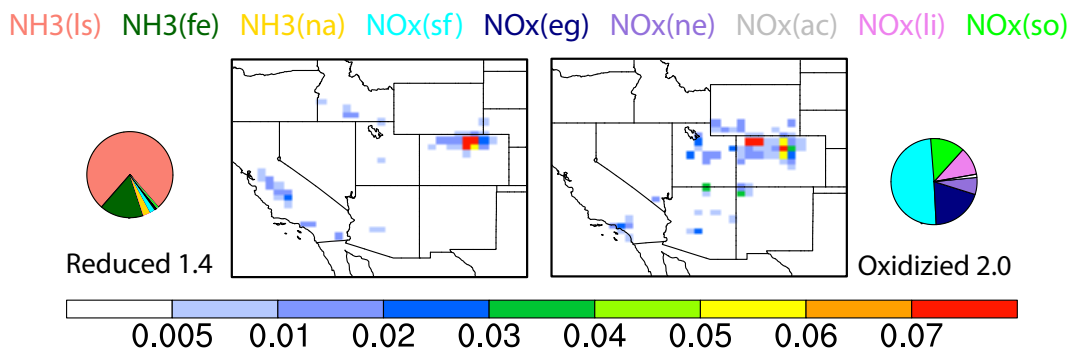 NH3(ls) NH3(fe) NH3(na) NOx(sf) NOx(eg) NOx(ne) NOx(ac) NOx(li) NOx(so)
Reduced 1.4
Oxidizied 2.0
0.005 0.01 0.02 0.03 0.04 0.05 0.06 0.07